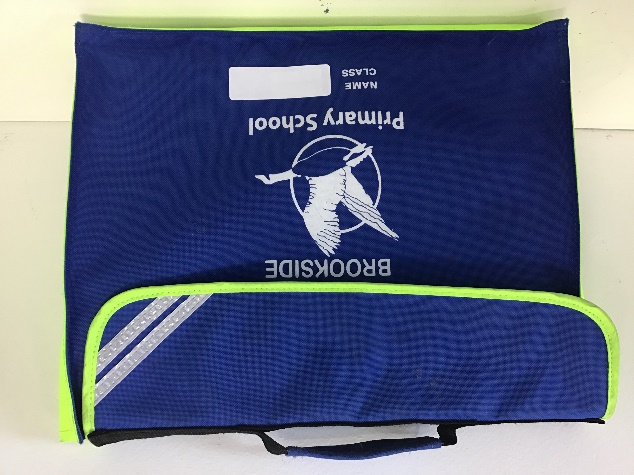 BROOKSIDE
Primary School
NAME
CLASS